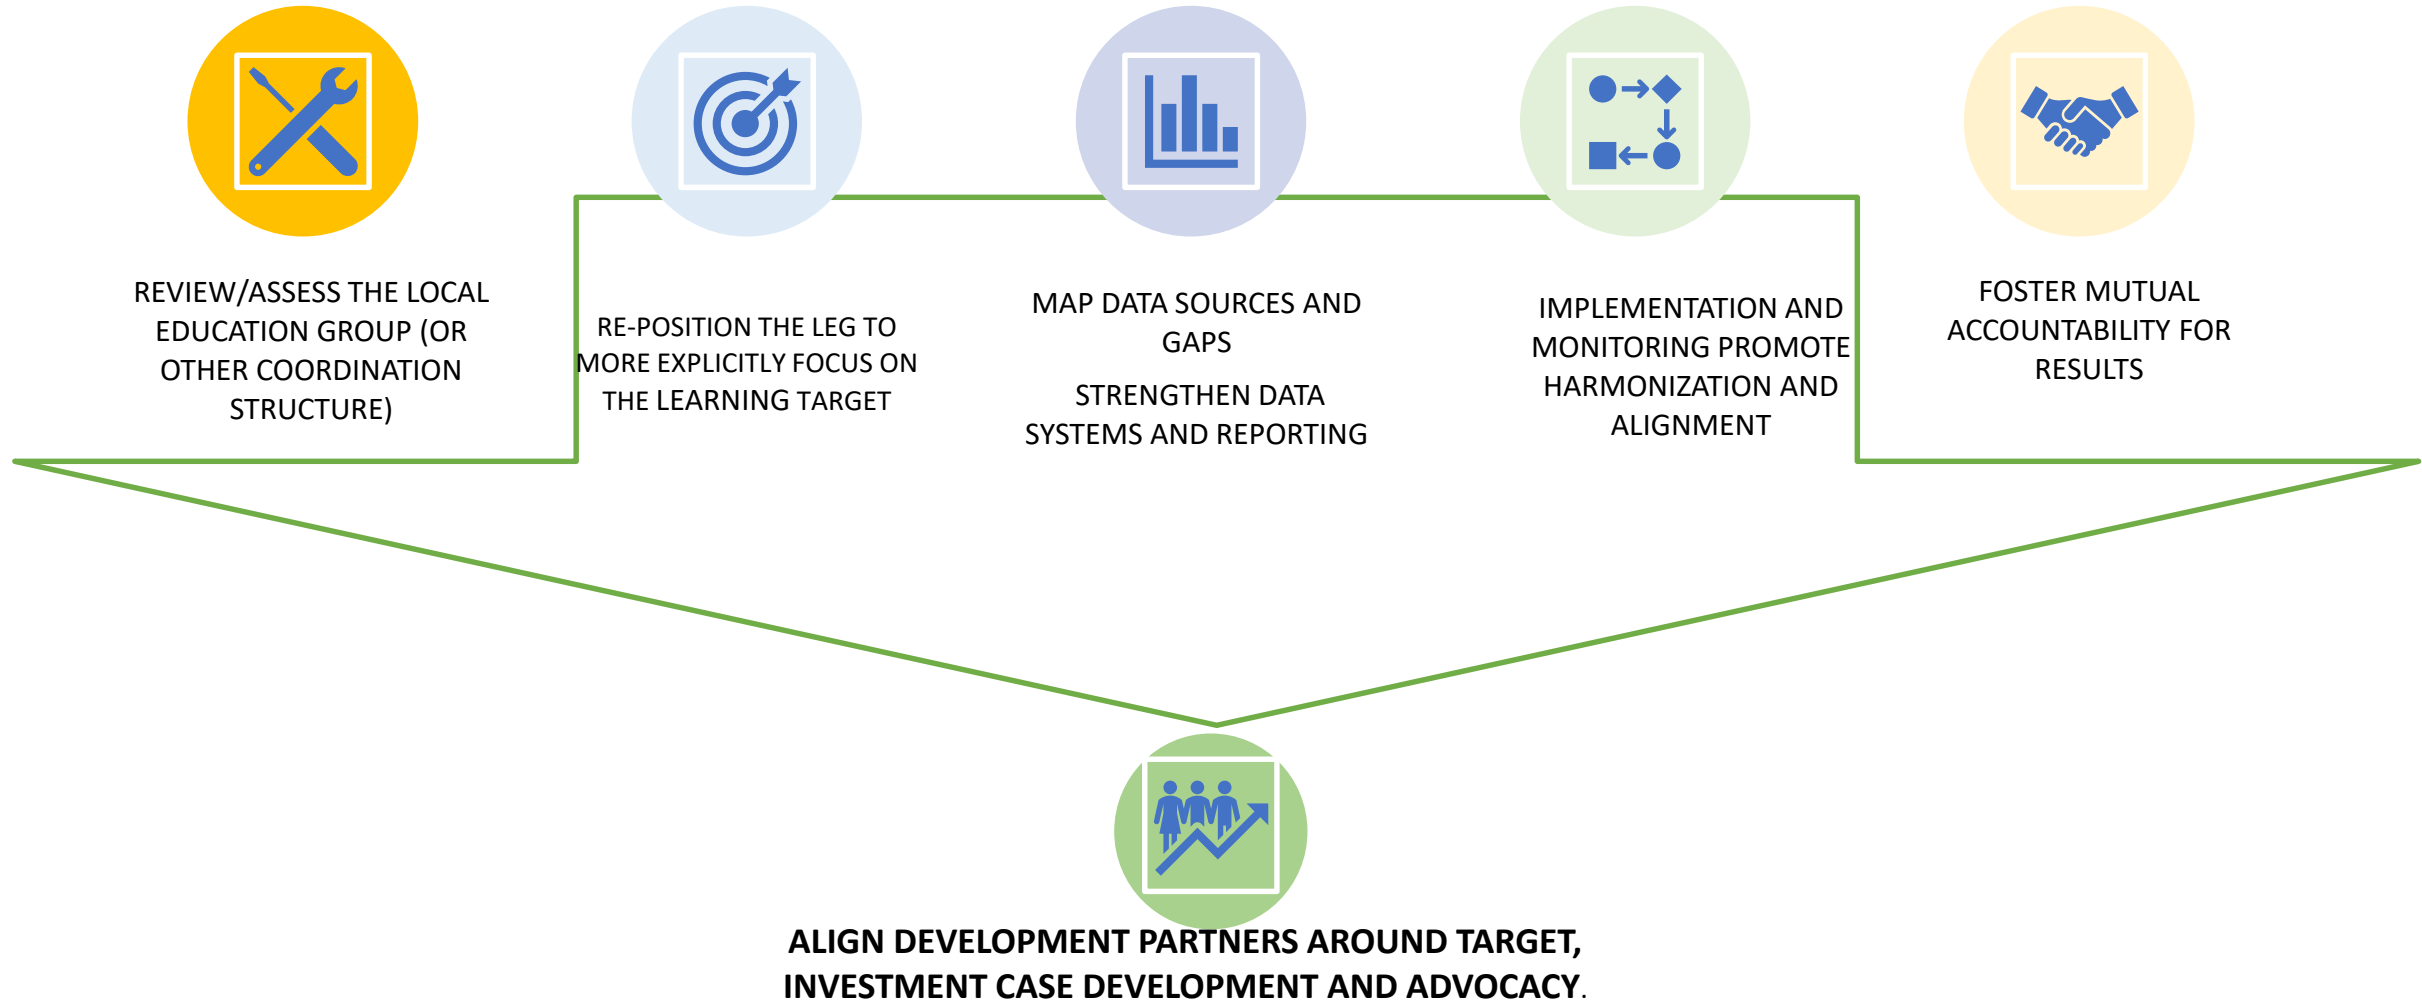 REVIEW/ASSESS THE LOCAL
EDUCATION GROUP (OR
OTHER COORDINATION
STRUCTURE)
RE-POSITION THE LEG TO
MORE EXPLICITLY FOCUS ON
THE LEARNING TARGET
MAP DATA SOURCES AND
GAPS
STRENGTHEN DATA
SYSTEMS AND REPORTING
IMPLEMENTATION AND
MONITORING PROMOTE
HARMONIZATION AND
ALIGNMENT
FOSTER MUTUAL
ACCOUNTABILITY FOR
RESULTS
ALIGN DEVELOPMENT PARTNERS AROUND TARGET,
INVESTMENT CASE DEVELOPMENT AND ADVOCACY.